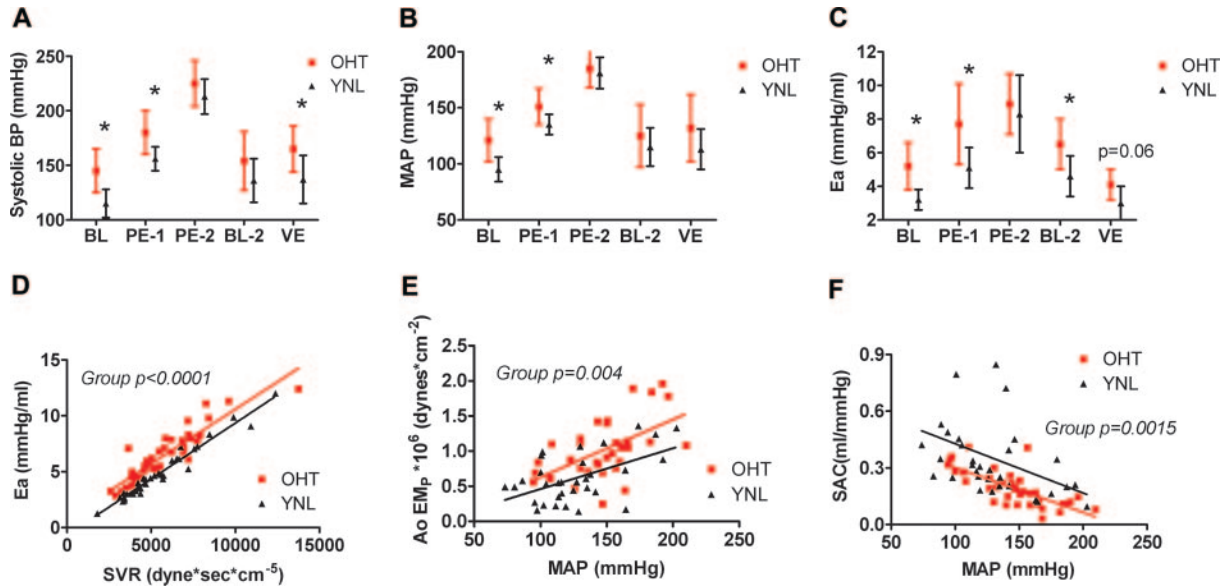 A
Systolic BP (mmHg)
250
200
150
100
BL PE-1 PE-2 BL-2 VE
* * *
OHT
YNL
B
MAP (mmHg)
200
150
100
50
BL PE-1 PE-2 BL-2 VE
* *
OHT
YNL
C
Ea (mmHg/ml)
12
10
8
6
4
2
BL PE-1 PE-2 BL-2 VE
* * *
p=0.06
OHT
YNL
D
Ea (mmHg/ml)
15
10
5
0
0 5000 10000 15000
SVR (dyne*sec*cm-5)
Group p<0.0001
OHT
YNL
E
Ao EMP *10⁶ (dynes*cm⁻²)
2.5
2.0
1.5
1.0
0.5
0.0
50 100 150 200 250
MAP (mmHg)
Group p=0.004
OHT
YNL
F
SAC(ml/mmHg)
0.9
0.6
0.3
0.0
50 100 150 200 250
MAP (mmHg)
OHT
YNL
Group p=0.0015